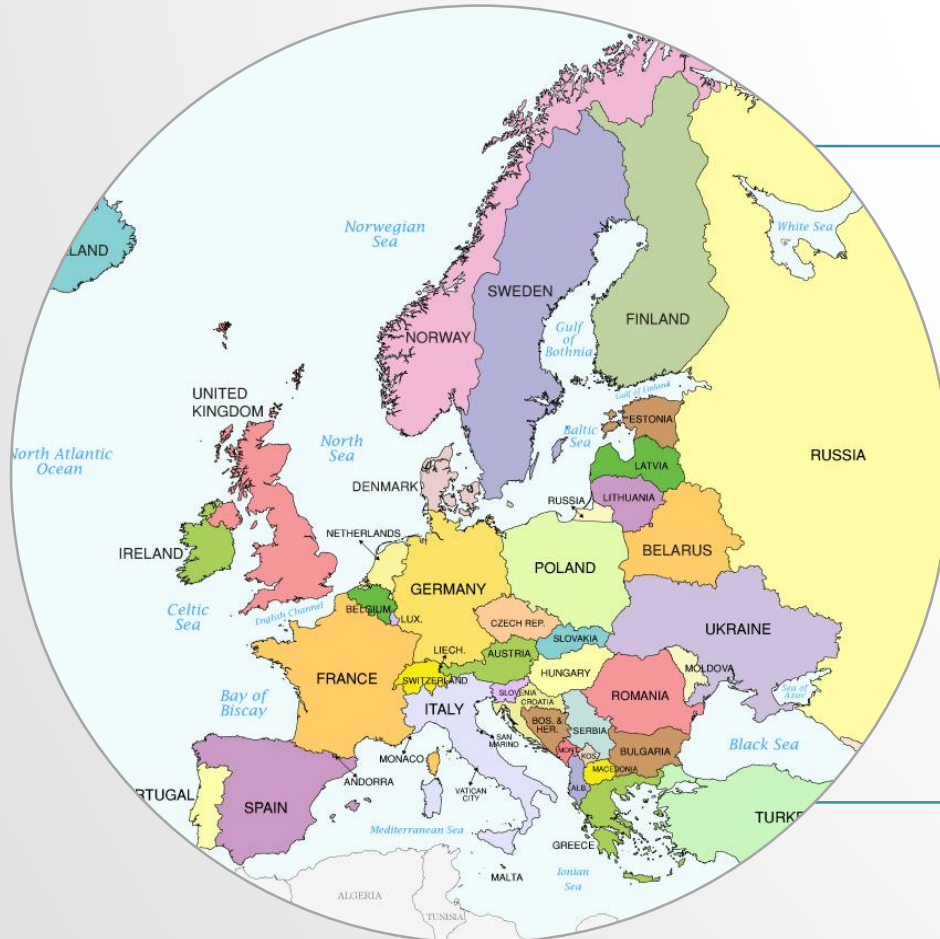 LAND
Norwegian
Sea
White Sea
SWEDEN
FINLAND
NORWAY
Gulf
of
Bothnia
Gulf of Finland
UNITED
KINGDOM
ESTONIA
North
Sea
Baltic
Sea
North Atlantic
Ocean
RUSSIA
LATVIA
DENMARK
RUSSIA
LITHUANIA
NETHERLANDS
IRELAND
BELARUS
POLAND
GERMANY
Celtic
Sea
English Channel
BELGIUM
LUX.
CZECH REP.
UKRAINE
SLOVAKIA
LIECH.
AUSTRIA
FRANCE
SWITZERLAND
HUNGARY
MOLDOVA
Bay of
Biscay
ITALY
SLOVENIA
CROATIA
ROMANIA
Sea of
Azov
BOS. &
HER.
SERBIA
SAN
MARINO
MONT.
KOS.
BULGARIA
Black Sea
MONACO
MACEDONIA
ANDORRA
VATICAN
CITY
ALB.
RTUGAL
SPAIN
TURKE
Mediterranean Sea
GREECE
MALTA
Ionian
Sea
ALGERIA
TUNISIA